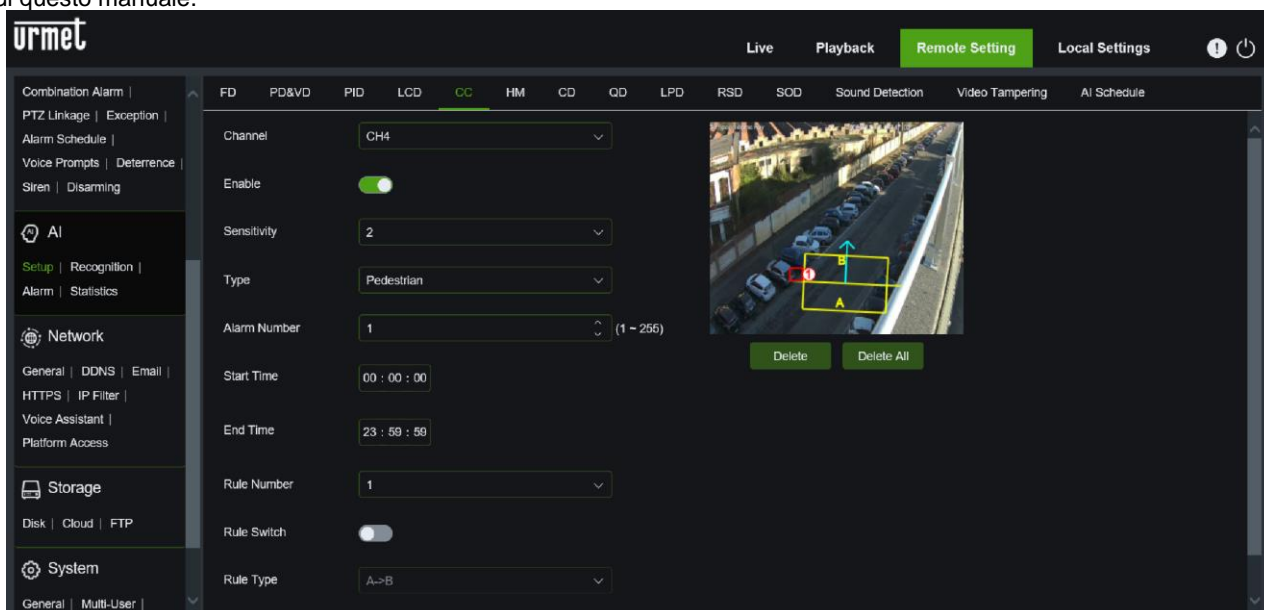 di questo manuale.
urmet
Live Playback Remote Setting Local Settings
Combination Alarm |
PTZ Linkage | Exception |
Alarm Schedule |
Voice Prompts | Deterrence |
Siren | Disarming
AI
Setup | Recognition |
Alarm | Statistics
Network
General | DDNS | Email |
HTTPS | IP Filter |
Voice Assistant |
Platform Access
Storage
Disk | Cloud | FTP
System
General | Multi-User |
FD PD&VD PID LCD CC HM CD QD LPD RSD SOD Sound Detection Video Tampering AI Schedule
Channel CH4
Enable
Sensitivity 2
Type Pedestrian
Alarm Number 1 (1 ~ 255)
Start Time 00 : 00 : 00
End Time 23 : 59 : 59
Rule Number 1
Rule Switch
Rule Type A->B
B
1
A
Delete Delete All